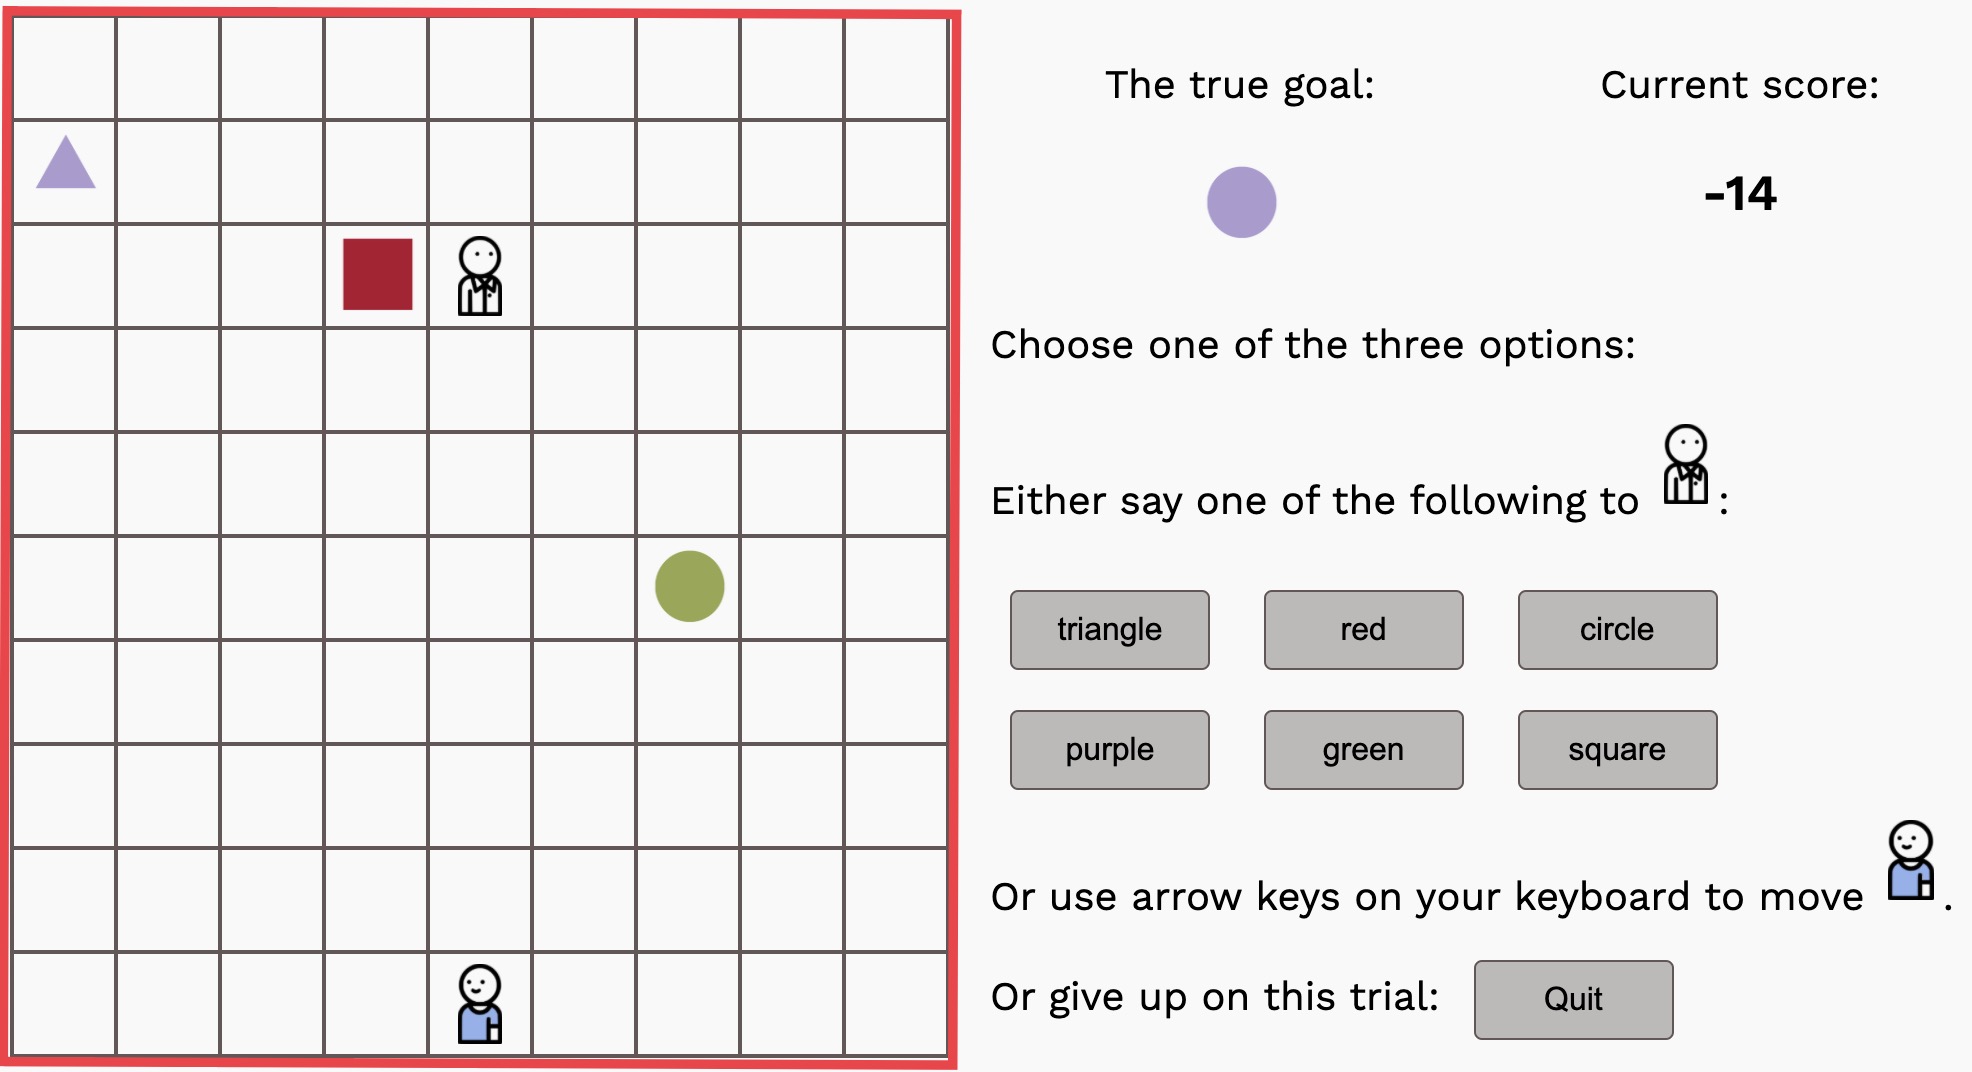 The true goal:
Current score:
-14
Choose one of the three options:
Either say one of the following to :
triangle
red
circle
purple
green
square
Or use arrow keys on your keyboard to move .
Or give up on this trial:
Quit